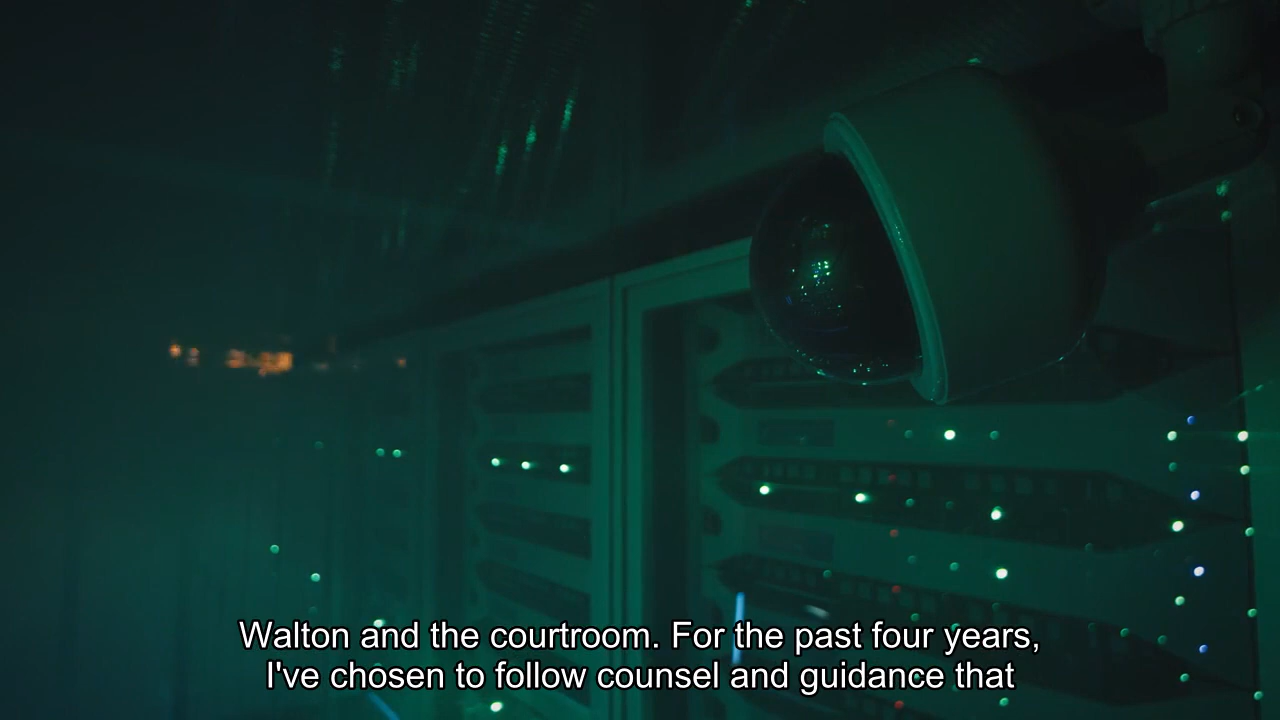 Walton and the courtroom. For the past four years,
I've chosen to follow counsel and guidance that